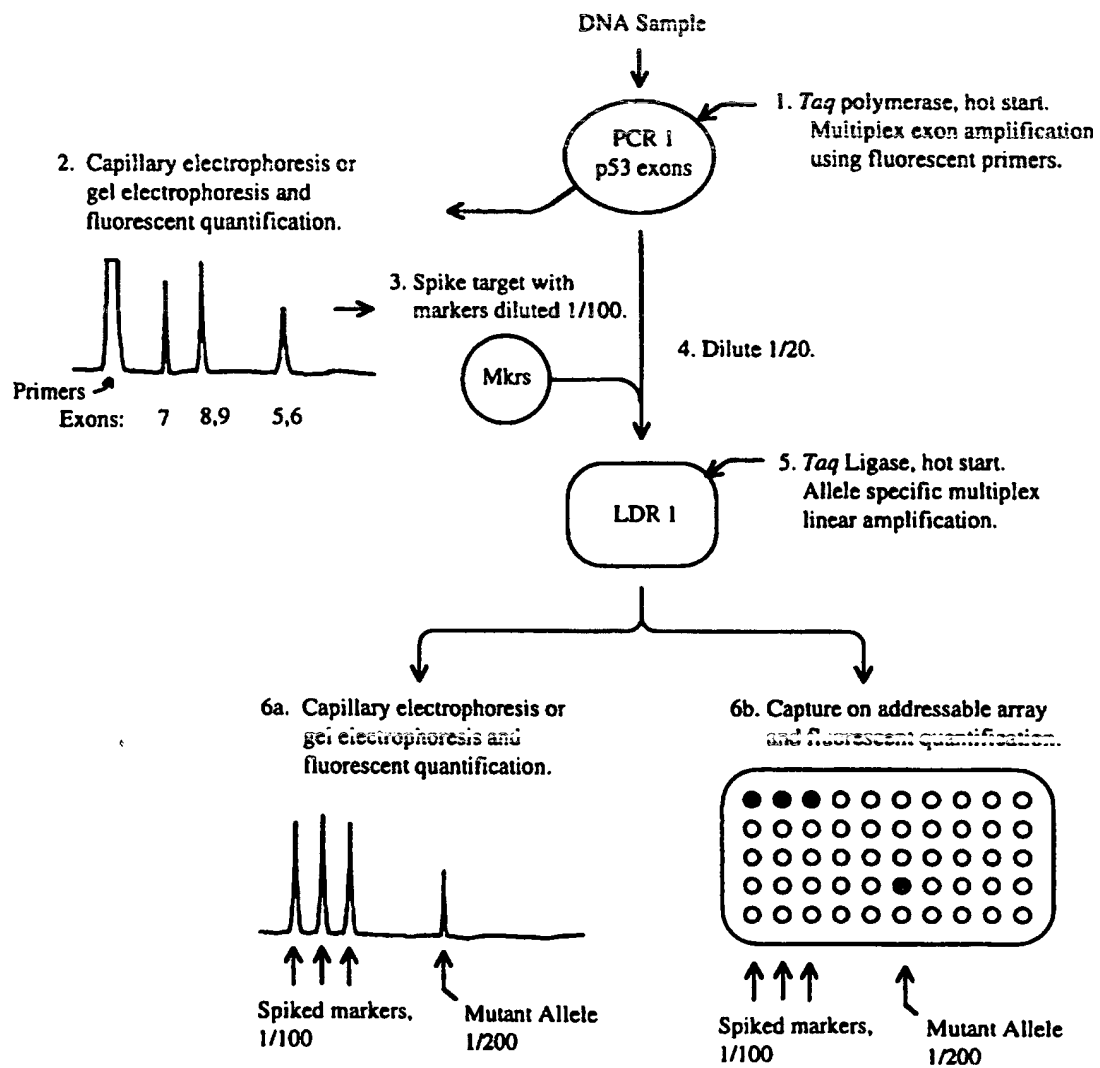 DNA Sample
PCR 1
p53 exons
1. Taq polymerase, hot start.
Multiplex exon amplification
using fluorescent primers.
2. Capillary electrophoresis or
gel electrophoresis and
fluorescent quantification.
Primers
Exons: 7 8,9 5,6
3. Spike target with
markers diluted 1/100.
Mkrs
4. Dilute 1/20.
LDR 1
5. Taq Ligase, hot start.
Allele specific multiplex
linear amplification.
6a. Capillary electrophoresis or
gel electrophoresis and
fluorescent quantification.
Spiked markers,
1/100
Mutant Allele
1/200
6b. Capture on addressable array
and fluorescent quantification.
Spiked markers,
1/100
Mutant Allele
1/200